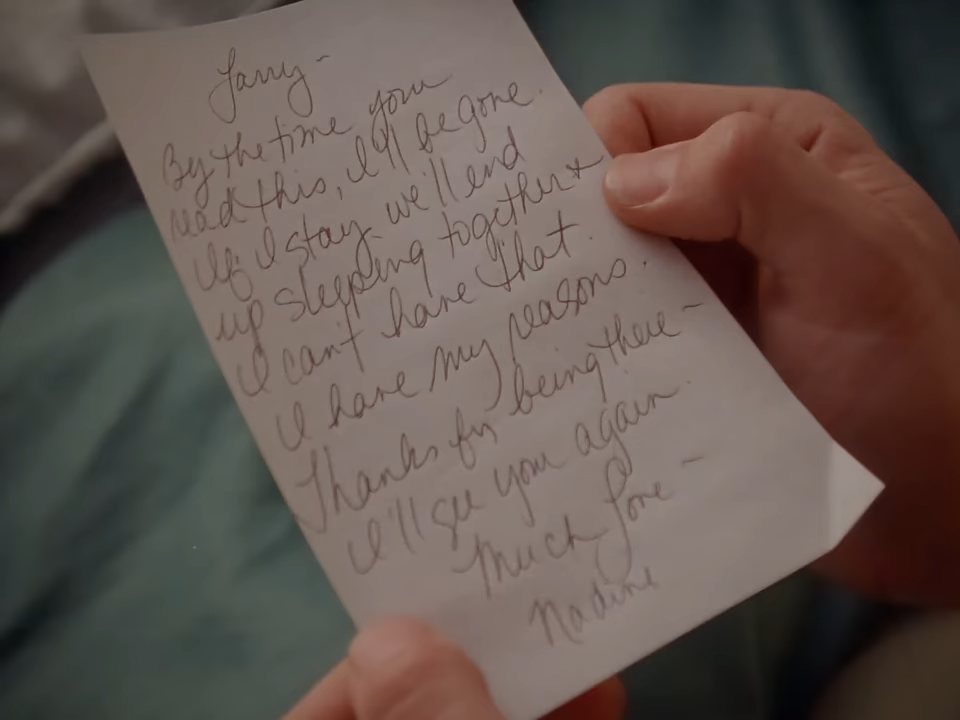 Larry-
By the time you
read this, I'll be gone.
If I stay we'll end
up sleeping together &
I can't have that.
I have my reasons.
Thanks for being there-
I'll see you again.
Much Love-
Nadine